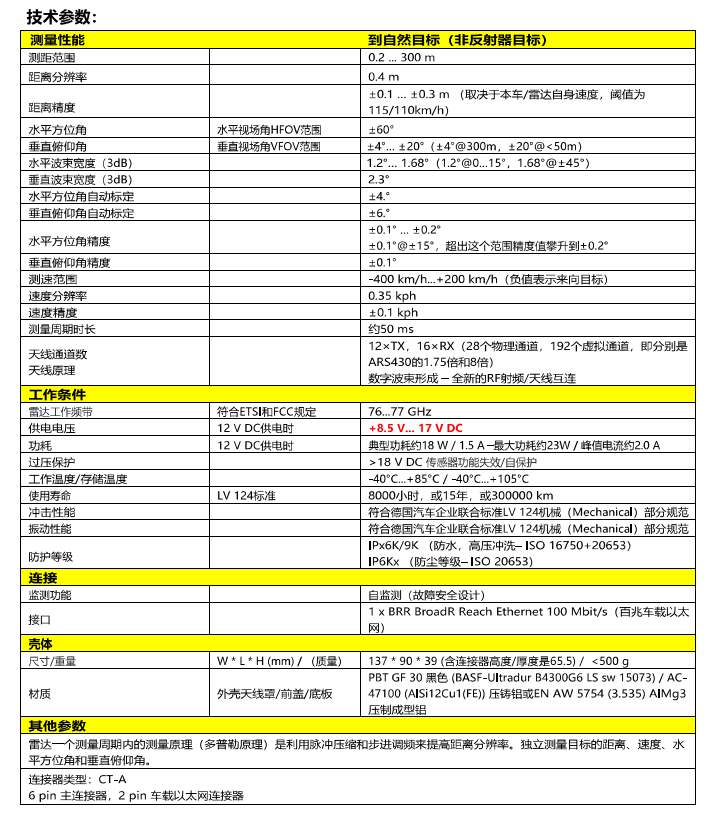 技术参数：
测量性能 到自然目标（非反射器目标）
测距范围 0.2 ... 300 m
距离分辨率 0.4 m
距离精度 ±0.1 ... ±0.3 m （取决于本车/雷达自身速度，阈值为
115/110km/h）
水平方位角 水平视场角HFOV范围 ±60°
垂直俯仰角 垂直视场角VFOV范围 ±4°... ±20°（±4°@300m，±20°@<50m）
水平波束宽度（3dB） 1.2°... 1.68°（1.2°@0...15°，1.68°@±45°）
垂直波束宽度（3dB） 2.3°
水平方位角自动标定 ±4.°
垂直俯仰角自动标定 ±6.°
水平方位角精度 ±0.1° ... ±0.2°
±0.1°@±15°，超出这个范围精度值攀升到±0.2°
垂直俯仰角精度 ±0.1°
测速范围 -400 km/h...+200 km/h（负值表示来向目标）
速度分辨率 0.35 kph
速度精度 ±0.1 kph
测量周期时长 约50 ms
天线通道数 12×TX，16×RX（28个物理通道，192个虚拟通道，即分别是
ARS430的1.75倍和8倍）
天线原理 数字波束形成 – 全新的RF射频/天线互连
工作条件
雷达工作频带 符合ETSI和FCC规定 76...77 GHz
供电电压 12 V DC供电时 +8.5 V... 17 V DC
功耗 12 V DC供电时 典型功耗约18 W / 1.5 A –最大功耗约23W / 峰值电流约2.0 A
过压保护 >18 V DC 传感器功能失效/自保护
工作温度/存储温度 -40°C...+85°C / -40°C...+105°C
使用寿命 LV 124标准 8000小时，或15年，或300000 km
冲击性能 符合德国汽车企业联合标准LV 124机械（Mechanical）部分规范
振动性能 符合德国汽车企业联合标准LV 124机械（Mechanical）部分规范
防护等级 IPx6K/9K （防水，高压冲洗– ISO 16750+20653）
IP6Kx （防尘等级– ISO 20653）
连接
监测功能 自监测（故障安全设计）
接口 1 x BRR BroadR Reach Ethernet 100 Mbit/s（百兆车载以太
网）
壳体
尺寸/重量 W * L * H (mm) / （质量） 137 * 90 * 39 (含连接器高度/厚度是65.5) / <500 g
材质 外壳天线罩/前盖/底板 PBT GF 30 黑色 (BASF-Ultradur B4300G6 LS sw 15073) / AC-
47100 (AlSi12Cu1(FE)) 压铸铝或EN AW 5754 (3.535) AlMg3
压制成型铝
其他参数
雷达一个测量周期内的测量原理（多普勒原理）是利用脉冲压缩和步进调频来提高距离分辨率。独立测量目标的距离、速度、水
平方位角和垂直俯仰角。
连接器类型：CT-A
6 pin 主连接器，2 pin 车载以太网连接器